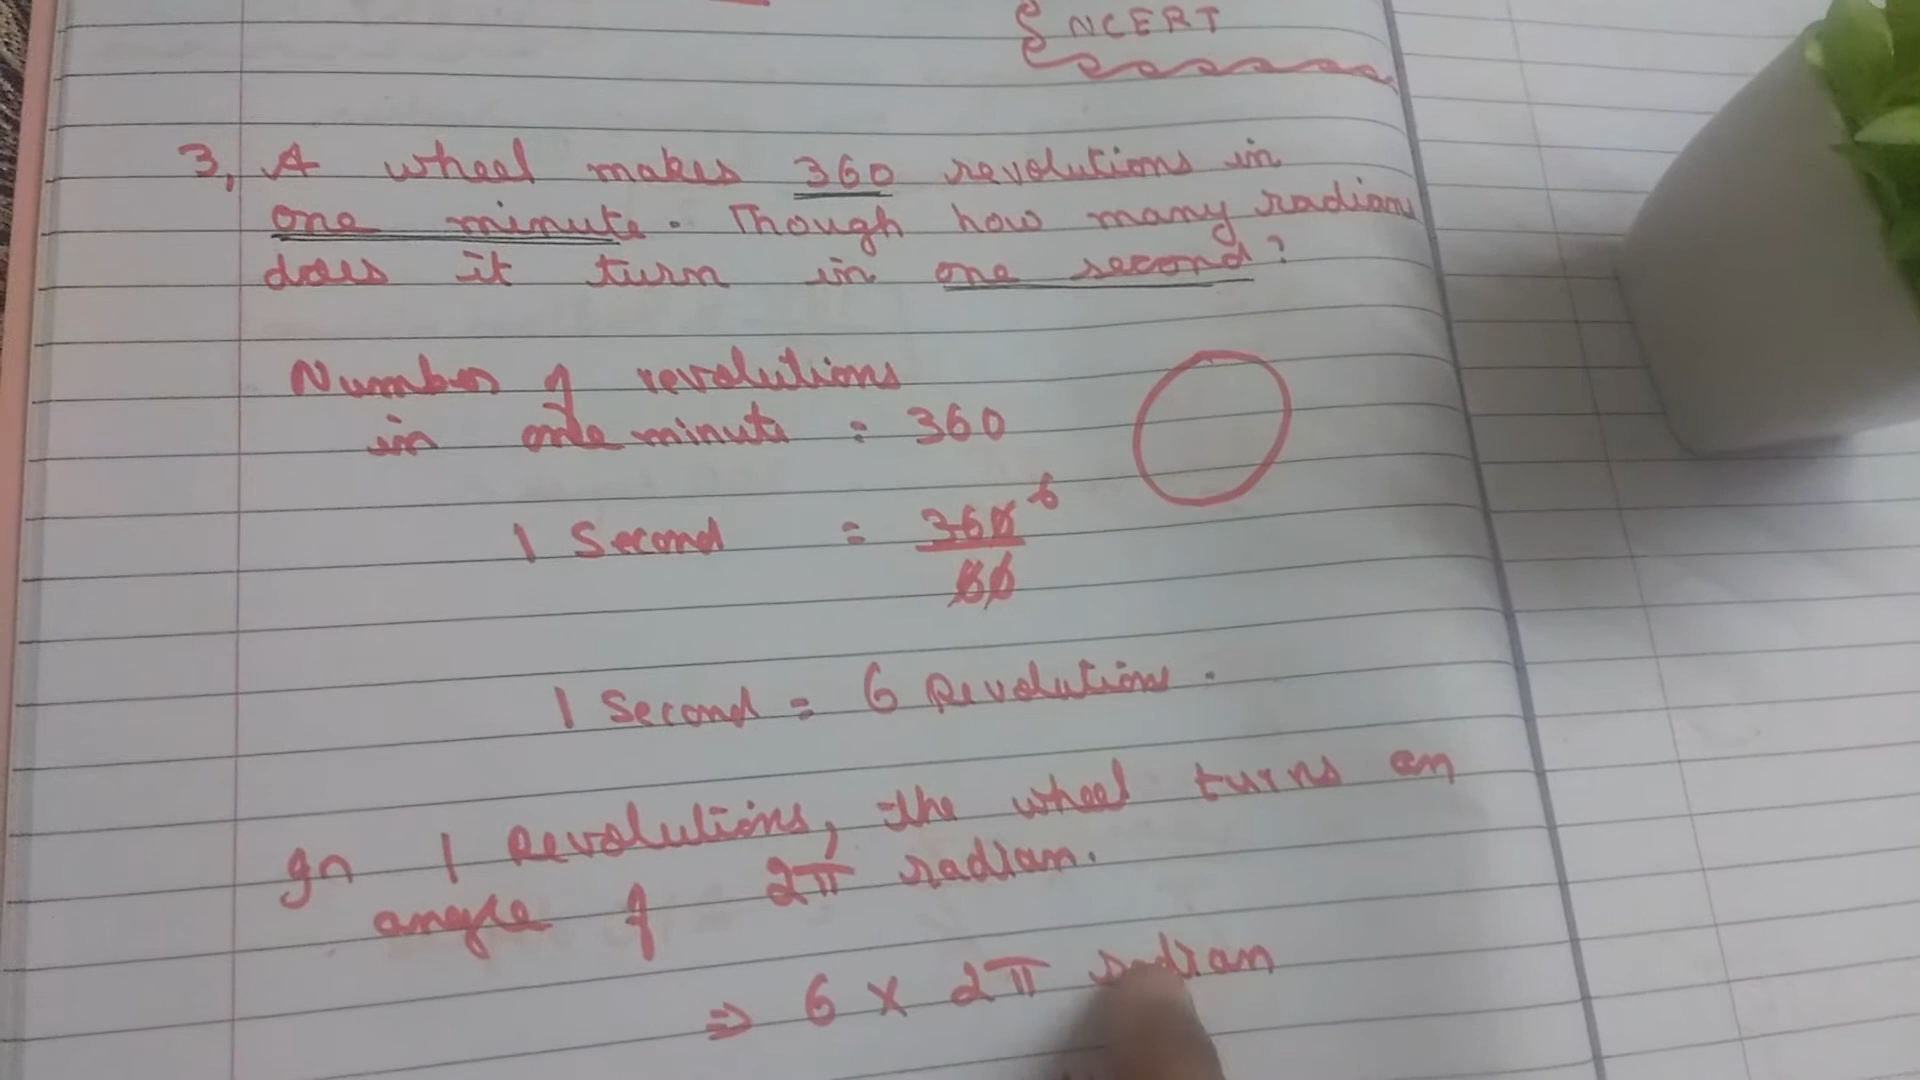 NCERT
3, A wheel makes 360 revolutions in
one minute. Though how many radians
does it turn in one second?
Number of revolutions
in one minute = 360
1 Second = 360 6
60
1 Second = 6 Revolutions.
In 1 Revolutions, the wheel turns an
angle of 2π radian.
⇒ 6 × 2π radian